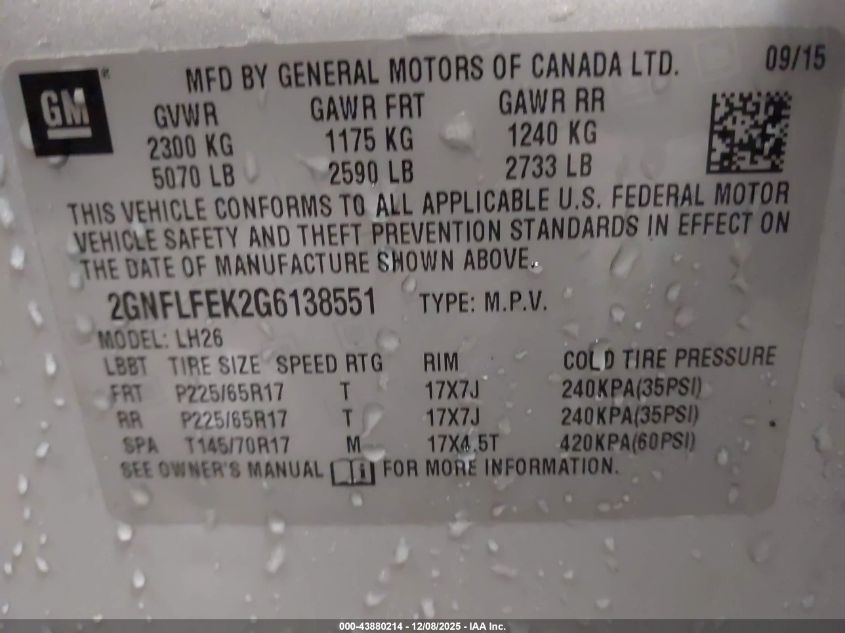 GM ®
MFD BY GENERAL MOTORS OF CANADA LTD. 09/15
GVWR GAWR FRT GAWR RR
2300 KG 1175 KG 1240 KG
5070 LB 2590 LB 2733 LB
THIS VEHICLE CONFORMS TO ALL APPLICABLE U.S. FEDERAL MOTOR
VEHICLE SAFETY AND THEFT PREVENTION STANDARDS IN EFFECT ON
THE DATE OF MANUFACTURE SHOWN ABOVE.
2GNFLFEK2G6138551 TYPE: M.P.V.
MODEL: LH26
LBBT TIRE SIZE SPEED RTG RIM COLD TIRE PRESSURE
FRT P225/65R17 T 17X7J 240KPA(35PSI)
RR P225/65R17 T 17X7J 240KPA(35PSI)
SPA T145/70R17 M 17X4.5T 420KPA(60PSI)
SEE OWNER'S MANUAL i FOR MORE INFORMATION.
000-43880214 - 12/08/2025 - IAA Inc.